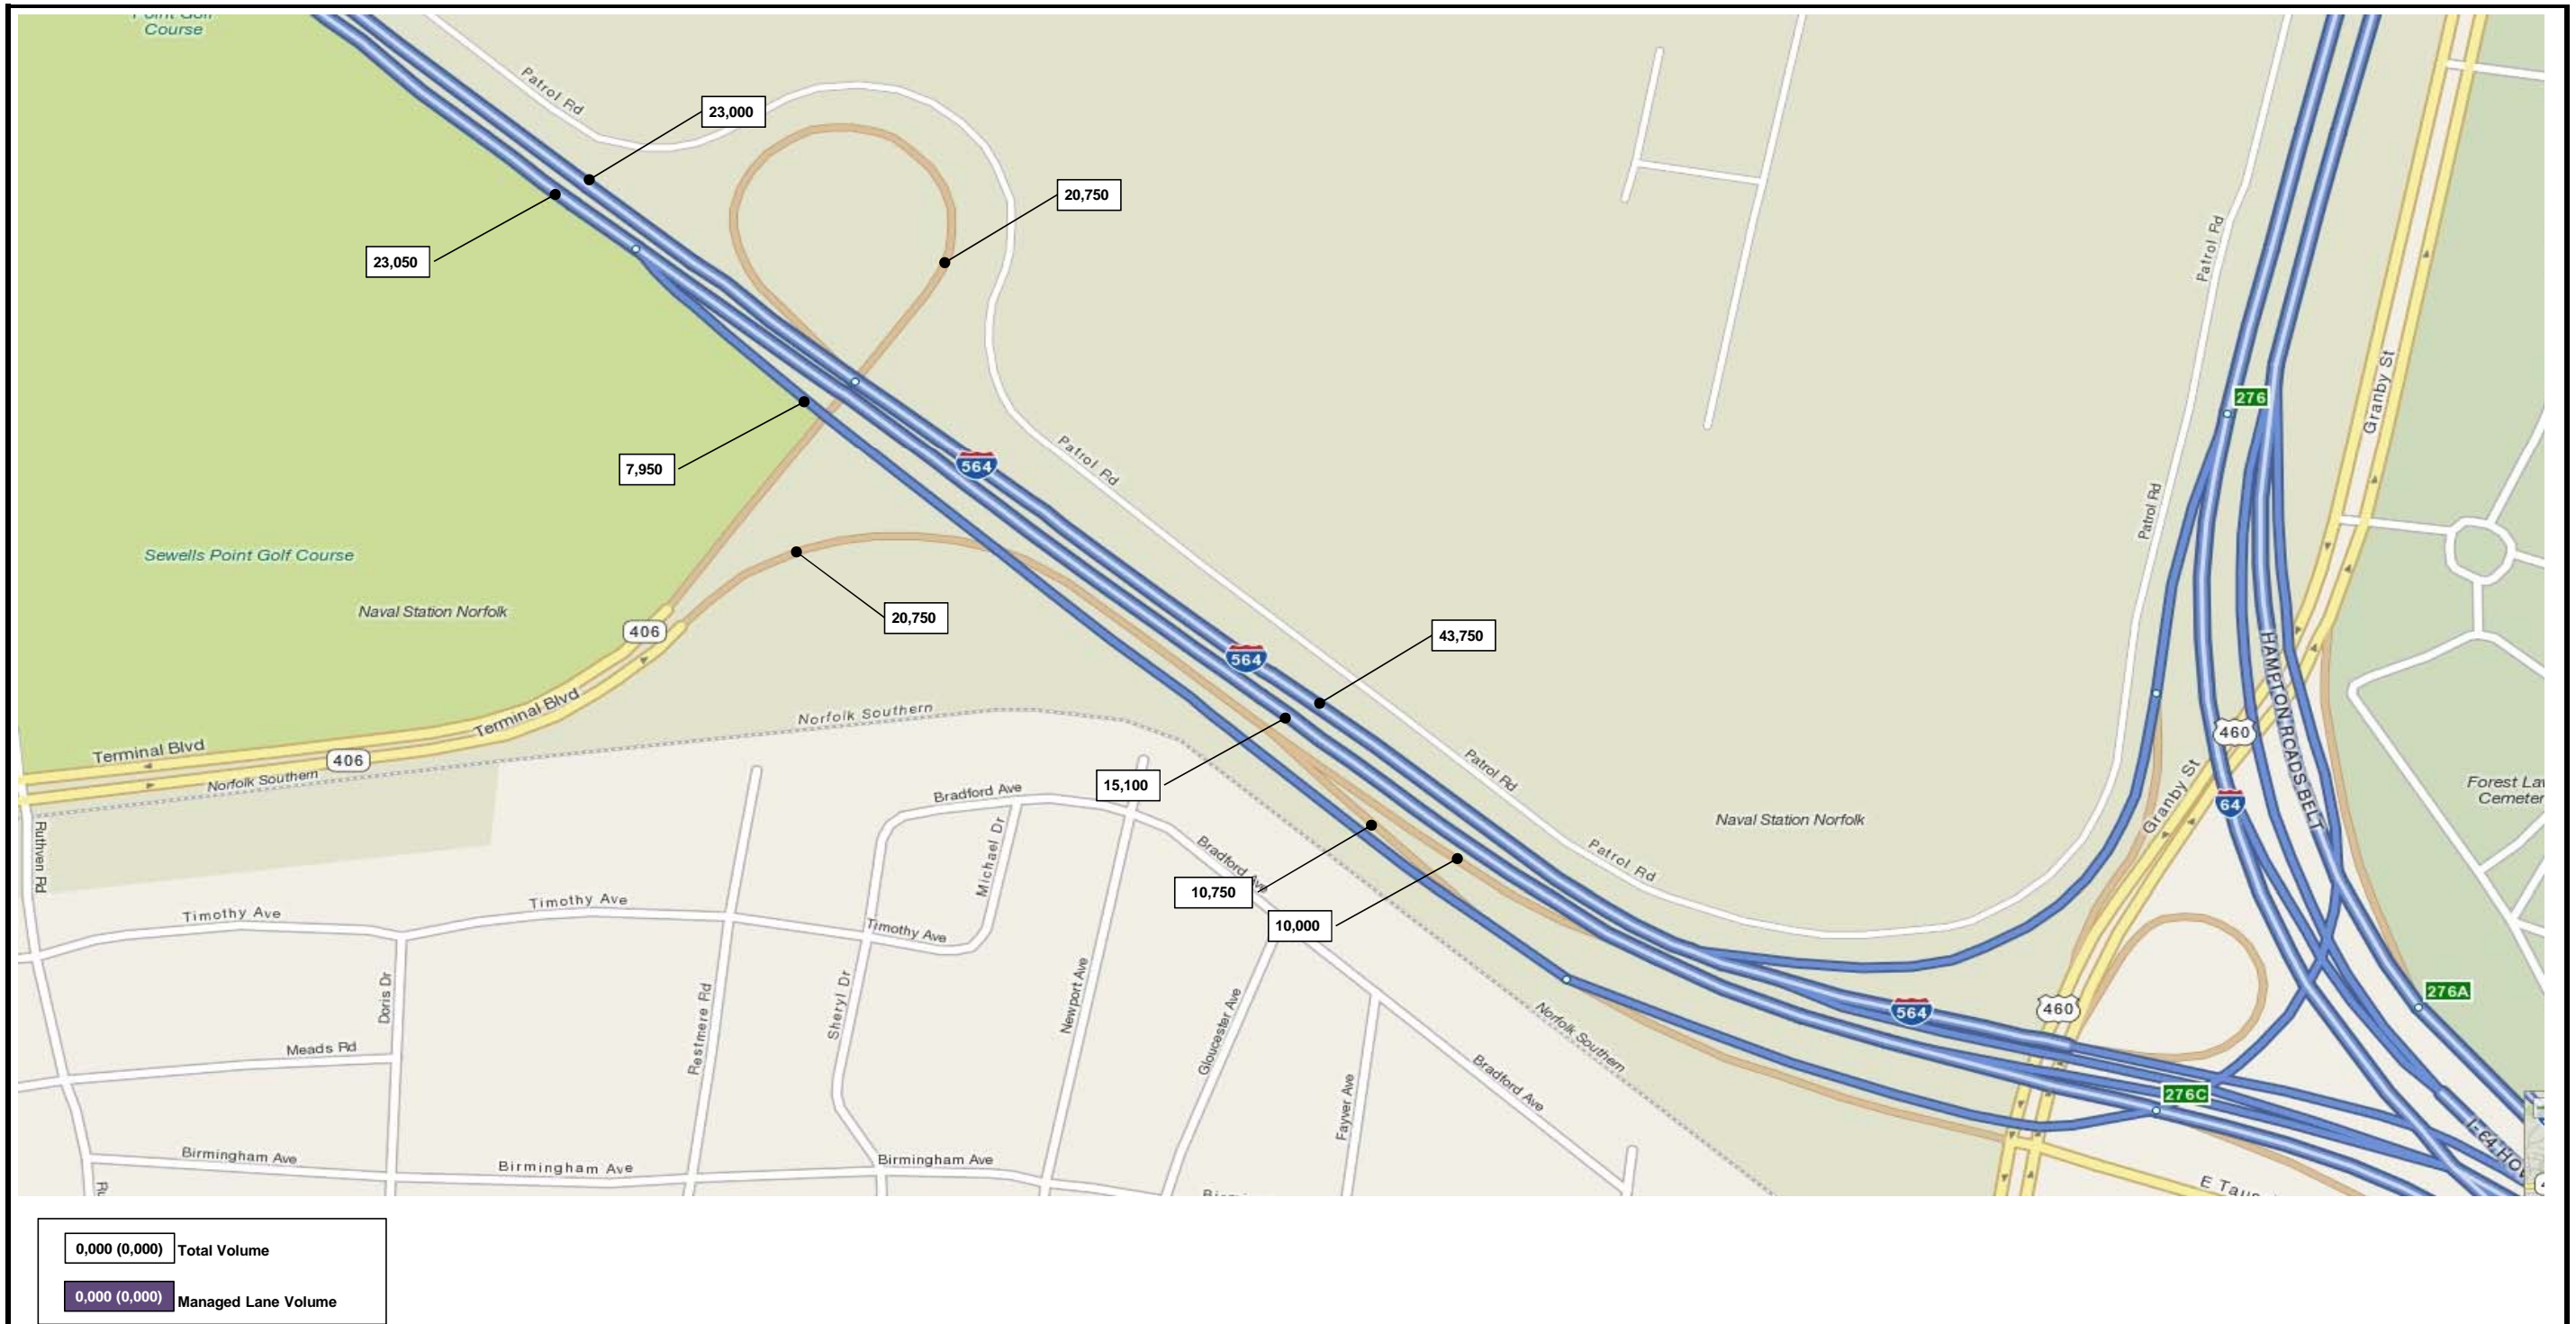 Course
Patrol Rd
23,000
20,750
23,050
Patrol Rd
276
Granby St
7,950
564
Patrol Rd
Patrol Rd
Sewells Point Golf Course
Naval Station Norfolk
406
20,750
564
43,750
HAMPTON ROADS BELT
460
Terminal Blvd
Norfolk Southern
Terminal Blvd
406
Norfolk Southern
15,100
Patrol Rd
Granby St
64
Forest
Naval Station Norfolk
Ruthven Rd
Bradford Ave
Michael Dr
Bradford Ave
Patrol Rd
10,750
10,000
Timothy Ave
Timothy Ave
Timothy Ave
Doris Dr
Restmere Rd
Sheryl Dr
Newport Ave
Gloucester Ave
Norfolk Southern
564
460
276A
Meads Rd
Fayver Ave
Bradford Ave
276C
I-64
Birmingham Ave
Birmingham Ave
Birmingham Ave
E
0,000 (0,000) Total Volume
0,000 (0,000) Managed Lane Volume